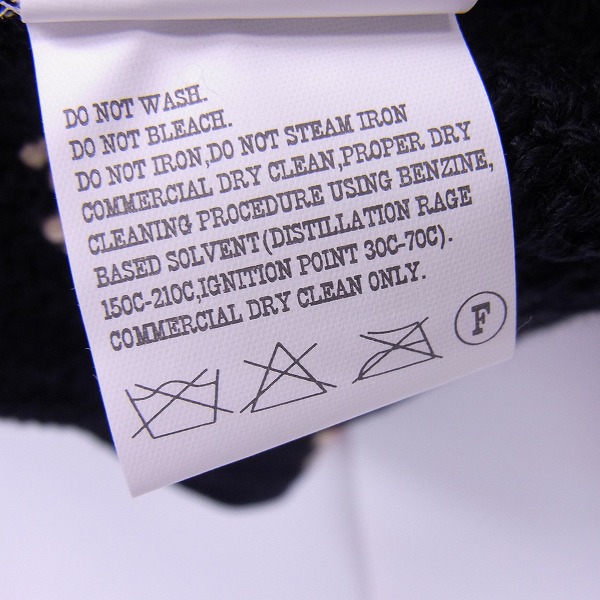 DO NOT WASH.
DO NOT BLEACH.
DO NOT IRON,DO NOT STEAM IRON
COMMERCIAL DRY CLEAN,PROPER DRY
CLEANING PROCEDURE USING BENZINE,
BASED SOLVENT(DISTILLATION RAGE
150C-210C,IGNITION POINT 30C-70C).
COMMERCIAL DRY CLEAN ONLY.
F